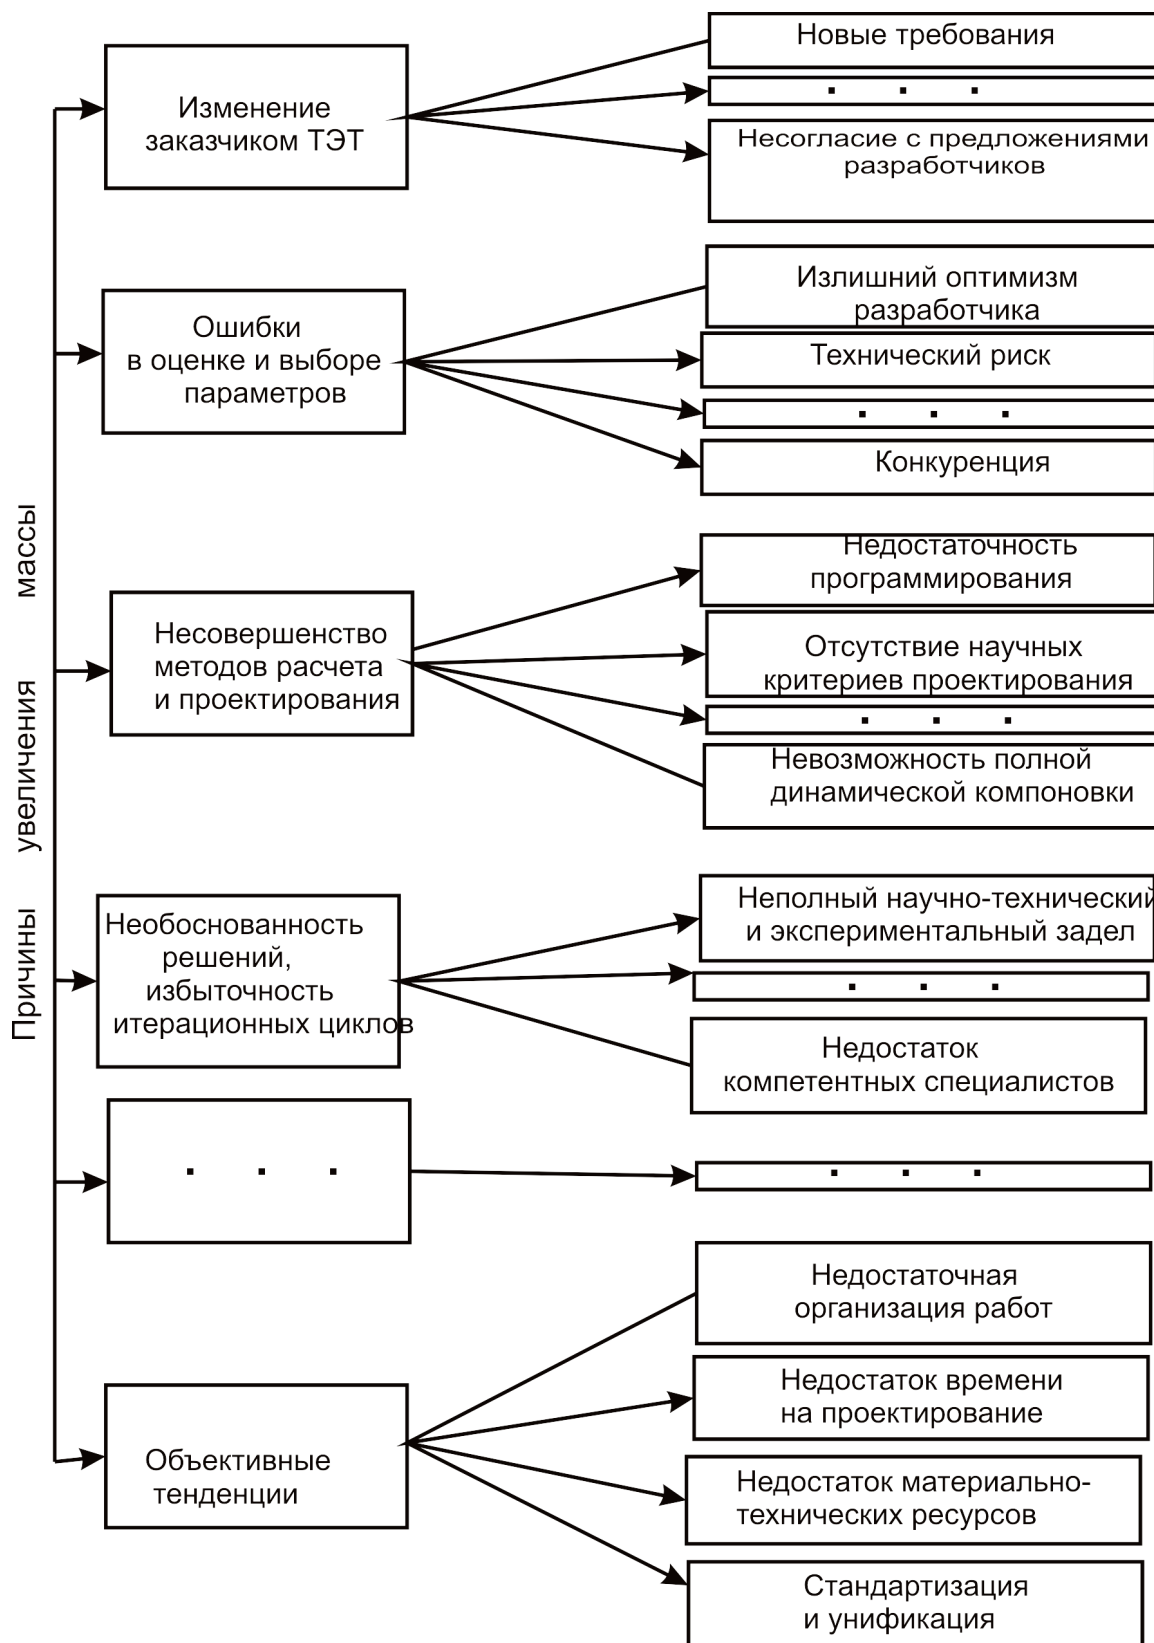 Причины увеличения массы
Изменение
заказчиком ТЭТ
Новые требования
. . .
Несогласие с предложениями
разработчиков
Ошибки
в оценке и выборе
параметров
Излишний оптимизм
разработчика
Технический риск
. . .
Конкуренция
Несовершенство
методов расчета
и проектирования
Недостаточность
программирования
Отсутствие научных
критериев проектирования
. . .
Невозможность полной
динамической компоновки
Необоснованность
решений,
избыточность
итерационных циклов
Неполный научно-технический
и экспериментальный задел
. . .
Недостаток
компетентных специалистов
. . .
. . .
Объективные
тенденции
Недостаточная
организация работ
Недостаток времени
на проектирование
Недостаток материально-
технических ресурсов
Стандартизация
и унификация